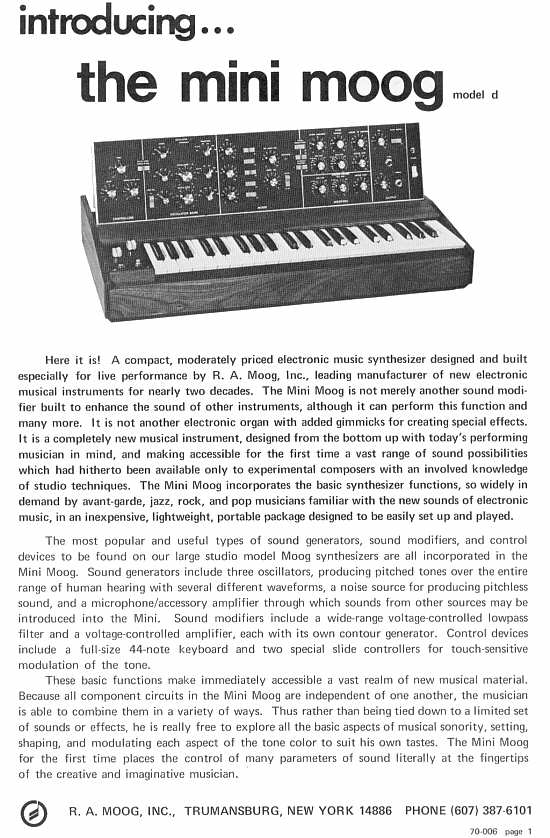 introducing...
the mini moog model d
Here it is! A compact, moderately priced electronic music synthesizer designed and built
especially for live performance by R. A. Moog, Inc., leading manufacturer of new electronic
musical instruments for nearly two decades. The Mini Moog is not merely another sound modi-
fier built to enhance the sound of other instruments, although it can perform this function and
many more. It is not another electronic organ with added gimmicks for creating special effects.
It is a completely new musical instrument, designed from the bottom up with today's performing
musician in mind, and making accessible for the first time a vast range of sound possibilities
which had hitherto been available only to experimental composers with an involved knowledge
of studio techniques. The Mini Moog incorporates the basic synthesizer functions, so widely in
demand by avant-garde, jazz, rock, and pop musicians familiar with the new sounds of electronic
music, in an inexpensive, lightweight, portable package designed to be easily set up and played.
The most popular and useful types of sound generators, sound modifiers, and control
devices to be found on our large studio model Moog synthesizers are all incorporated in the
Mini Moog. Sound generators include three oscillators, producing pitched tones over the entire
range of human hearing with several different waveforms, a noise source for producing pitchless
sound, and a microphone/accessory amplifier through which sounds from other sources may be
introduced into the Mini. Sound modifiers include a wide-range voltage-controlled lowpass
filter and a voltage-controlled amplifier, each with its own contour generator. Control devices
include a full-size 44-note keyboard and two special slide controllers for touch-sensitive
modulation of the tone.
These basic functions make immediately accessible a vast realm of new musical material.
Because all component circuits in the Mini Moog are independent of one another, the musician
is able to combine them in a variety of ways. Thus rather than being tied down to a limited set
of sounds or effects, he is really free to explore all the basic aspects of musical sonority, setting,
shaping, and modulating each aspect of the tone color to suit his own tastes. The Mini Moog
for the first time places the control of many parameters of sound literally at the fingertips
of the creative and imaginative musician.
R. A. MOOG, INC., TRUMANSBURG, NEW YORK 14886 PHONE (607) 387-6101
70-006 page 1